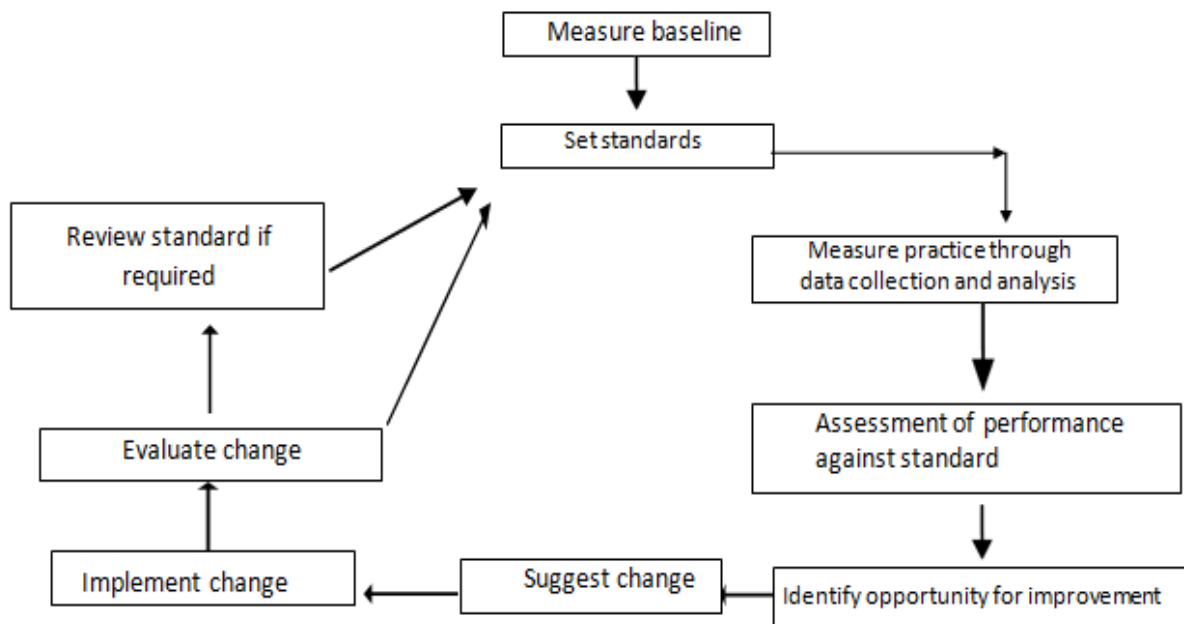 Measure baseline
Set standards
Measure practice through
data collection and analysis
Assessment of performance
against standard
Identify opportunity for improvement
Suggest change
Implement change
Evaluate change
Review standard if
required